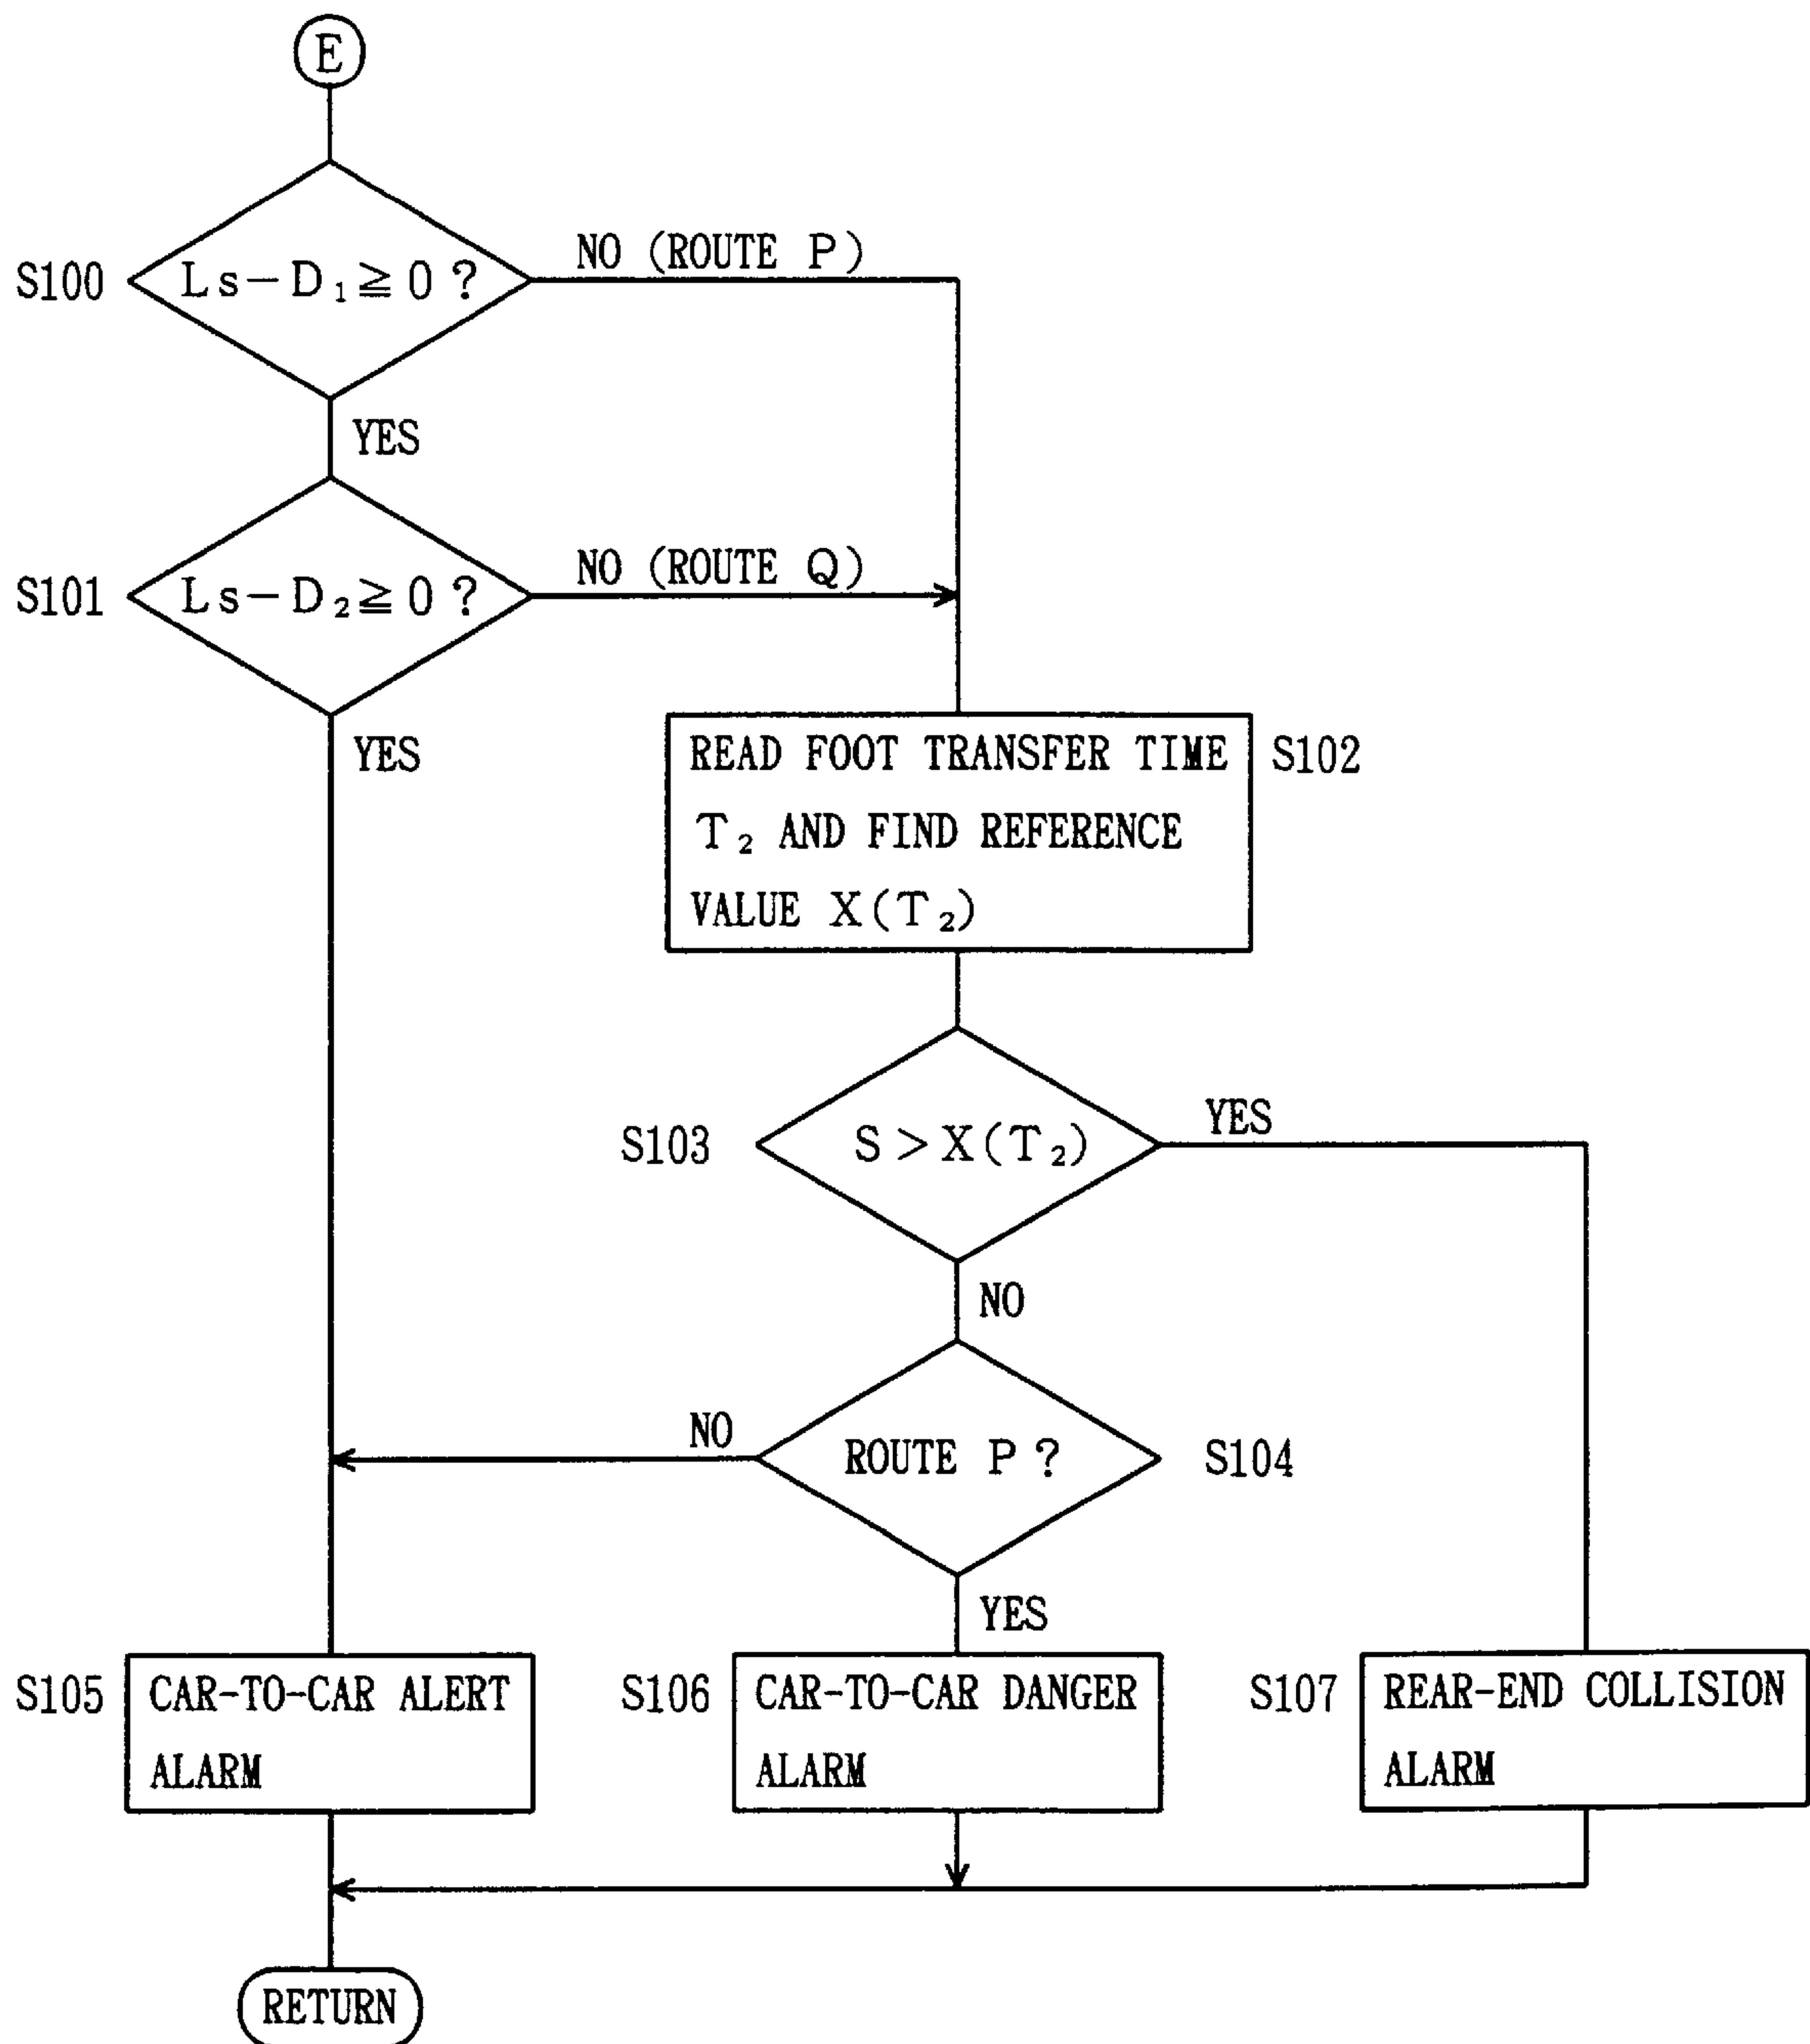 E
S100
Ls-D₁≧0?
NO (ROUTE P)
YES
S101
Ls-D₂≧0?
NO (ROUTE Q)
YES
READ FOOT TRANSFER TIME
T₂ AND FIND REFERENCE
VALUE X(T₂)
S102
S103
S>X(T₂)
YES
NO
NO
ROUTE P?
S104
YES
S105
CAR-TO-CAR ALERT
ALARM
S106
CAR-TO-CAR DANGER
ALARM
S107
REAR-END COLLISION
ALARM
RETURN